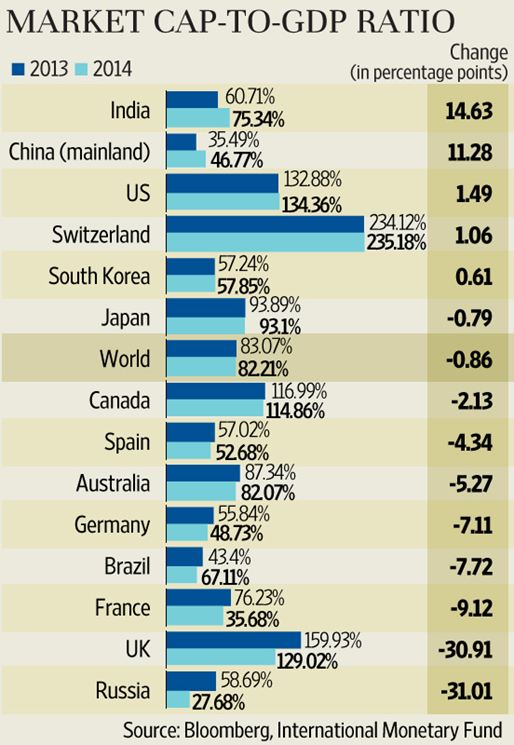 MARKET CAP-TO-GDP RATIO
2013 2014
Change
(in percentage points)
India 60.71% 75.34% 14.63
China (mainland) 35.49% 46.77% 11.28
US 132.88% 134.36% 1.49
Switzerland 234.12% 235.18% 1.06
South Korea 57.24% 57.85% 0.61
Japan 93.89% 93.1% -0.79
World 83.07% 82.21% -0.86
Canada 116.99% 114.86% -2.13
Spain 57.02% 52.68% -4.34
Australia 87.34% 82.07% -5.27
Germany 55.84% 48.73% -7.11
Brazil 43.4% 67.11% -7.72
France 76.23% 35.68% -9.12
UK 159.93% 129.02% -30.91
Russia 58.69% 27.68% -31.01
Source: Bloomberg, International Monetary Fund